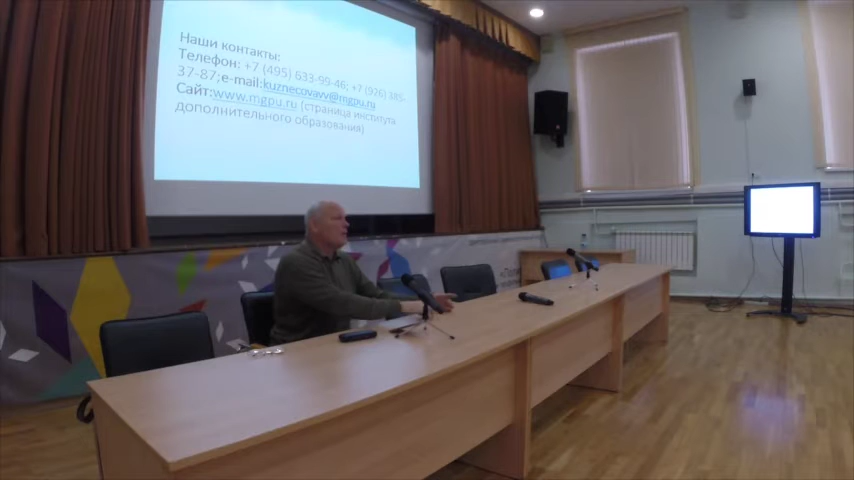 Наши контакты:
Телефон: +7 (495) 633-99-46; +7 (926) 385-
37-87;e-mail:kuznecovavv@mgpu.ru
Сайт:www.mgpu.ru (страница института
дополнительного образования)